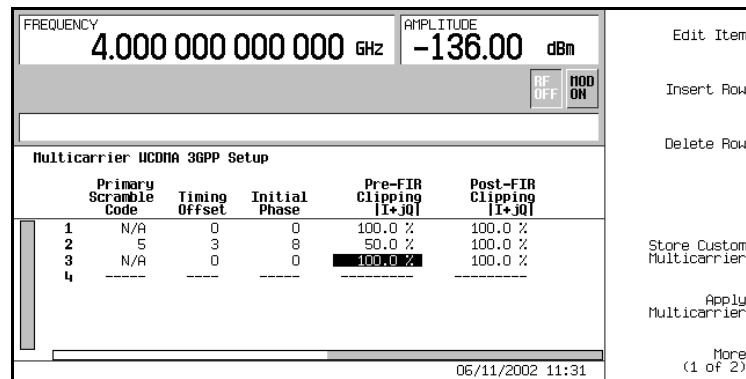 FREQUENCY
4.000 000 000 000 GHz
AMPLITUDE
-136.00 dBm
RF OFF
MOD ON
Multicarrier WCDMA 3GPP Setup
Primary Scramble Code
Timing Offset
Initial Phase
Pre-FIR Clipping |I+jQ|
Post-FIR Clipping |I+jQ|
1 N/A 0 0 100.0 % 100.0 %
2 5 3 8 50.0 % 100.0 %
3 N/A 0 0 100.0 % 100.0 %
4 ----- ---- ----- --------- ---------
06/11/2002 11:31
Edit Item
Insert Row
Delete Row
Store Custom Multicarrier
Apply Multicarrier
More (1 of 2)